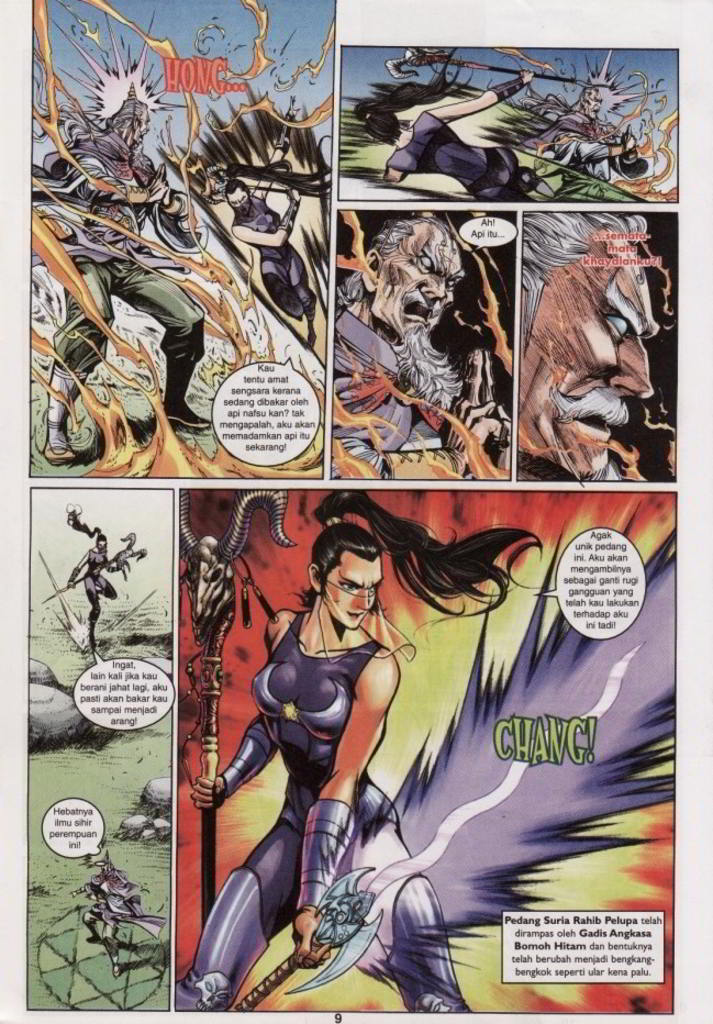 HONG...
Kau
tentu amat
sengsara kerana
sedang dibakar oleh
api nafsu kan? tak
mengapalah, aku akan
memadamkan api itu
sekarang!
Ah!
Api itu...
...semata-
mata
khayalanku?!
Ingat,
lain kali jika kau
berani jahat lagi, aku
pasti akan bakar kau
sampai menjadi
arang!
Hebatnya
ilmu sihir
perempuan
ini!
Agak
unik pedang
ini. Aku akan
mengambilnya
sebagai ganti rugi
gangguan yang
telah kau lakukan
terhadap aku
ini tadi!
CHANG!
Pedang Suria Rahib Pelupa telah
dirampas oleh Gadis Angkasa
Bomoh Hitam dan bentuknya
telah berubah menjadi bengkang-
bengkok seperti ular kena palu.
9